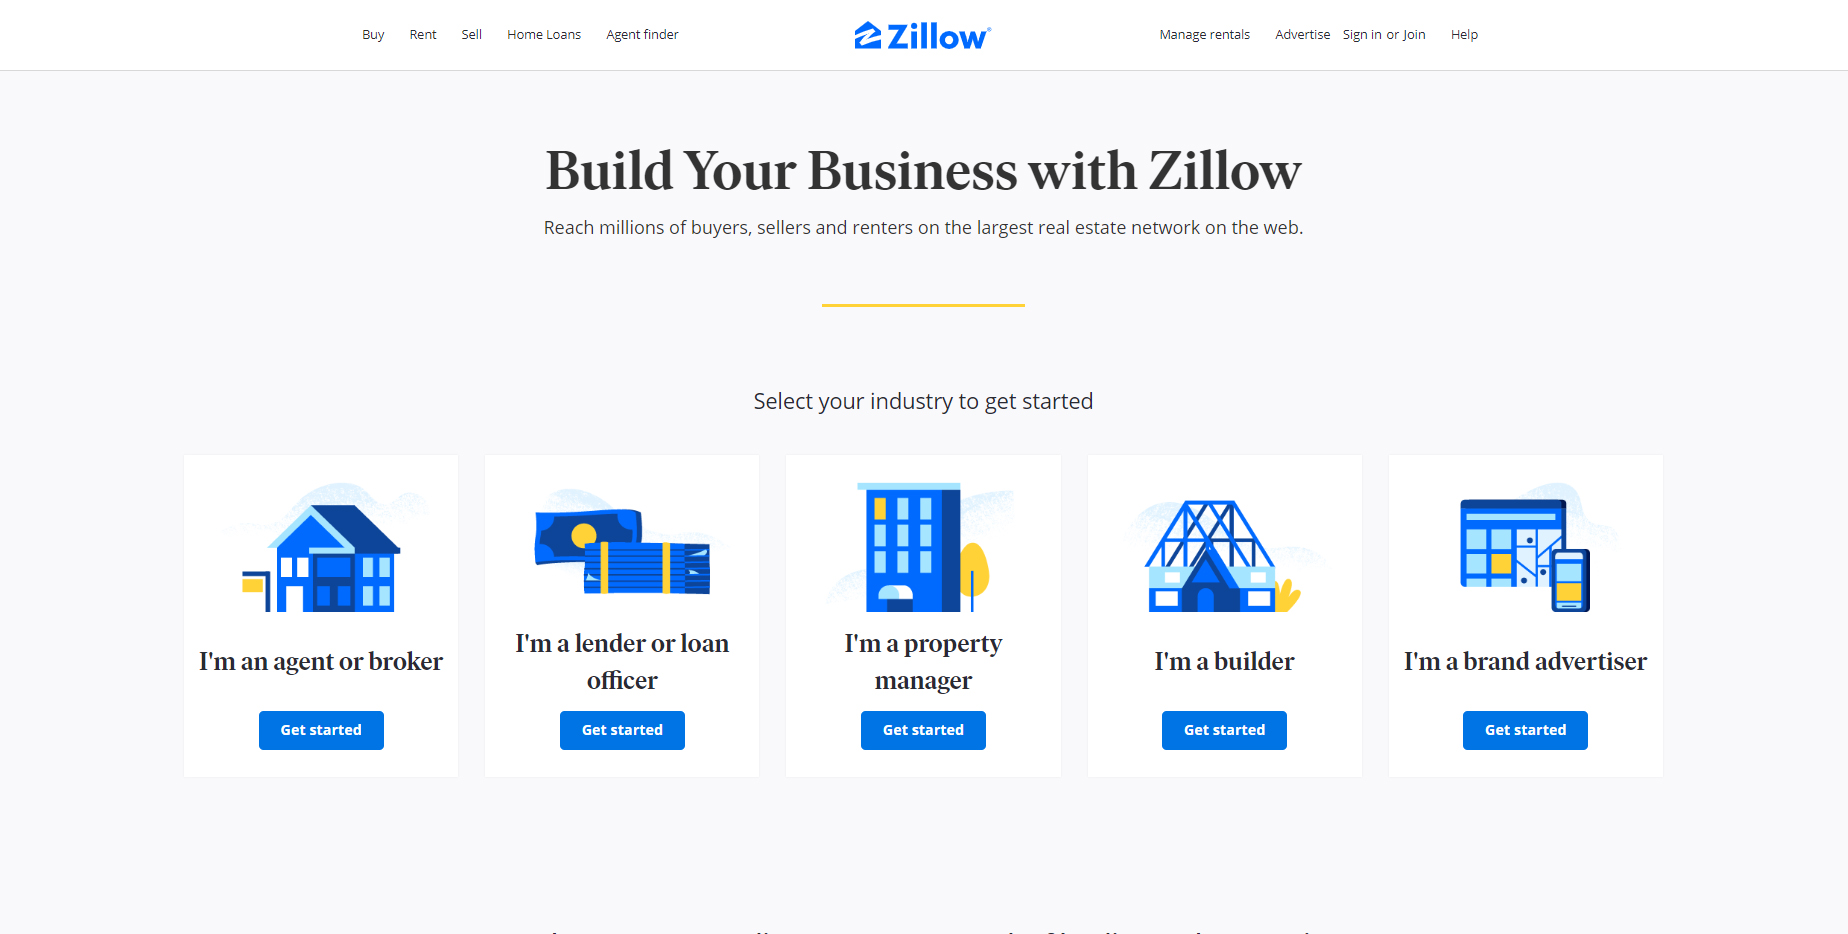 Buy Rent Sell Home Loans Agent finder Zillow Manage rentals Advertise Sign in or Join Help
Build Your Business with Zillow
Reach millions of buyers, sellers and renters on the largest real estate network on the web.
Select your industry to get started
I'm an agent or broker
Get started
I'm a lender or loan
officer
Get started
I'm a property
manager
Get started
I'm a builder
Get started
I'm a brand advertiser
Get started